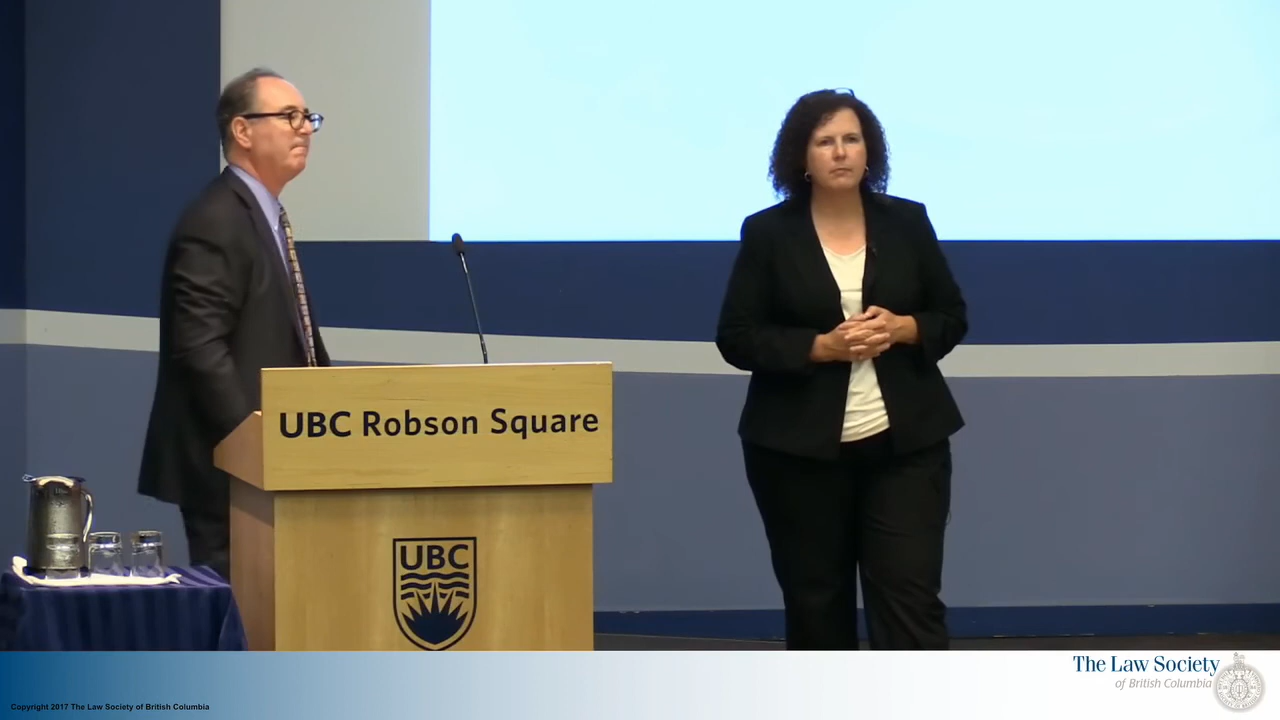 UBC Robson Square
UBC
The Law Society
of British Columbia
Copyright 2017 The Law Society of British Columbia